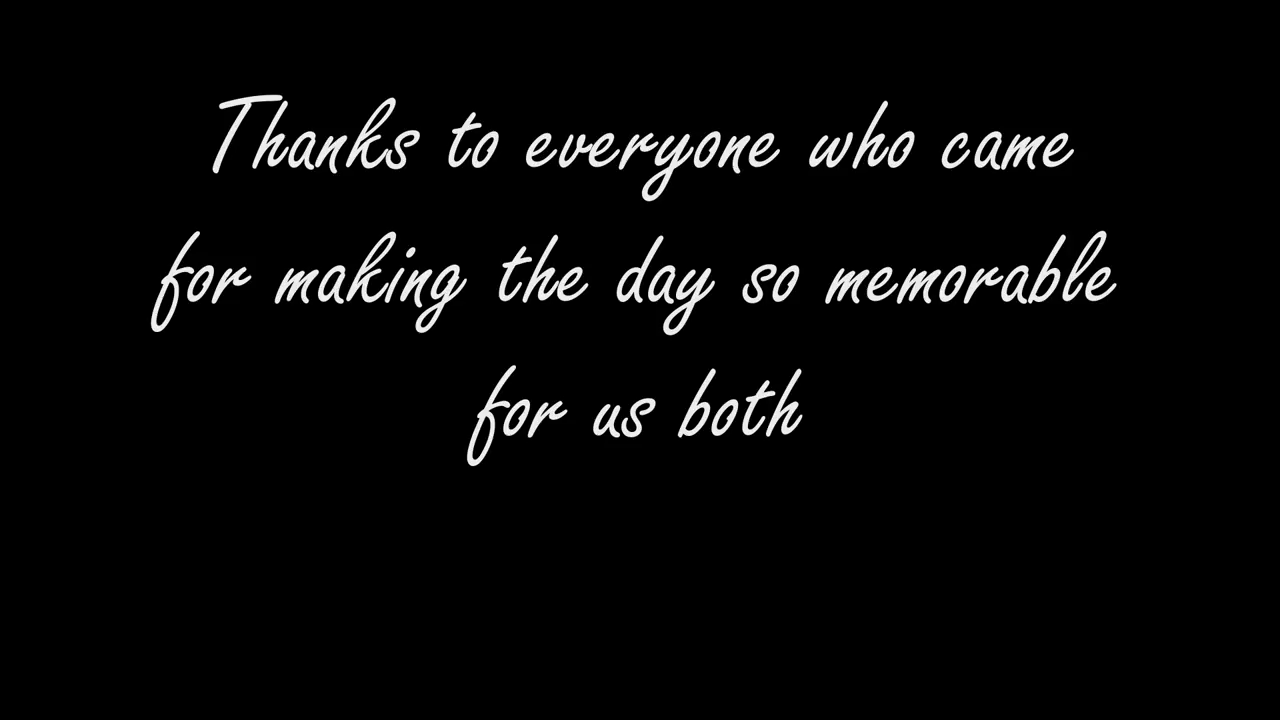 Thanks to everyone who came
for making the day so memorable
for us both